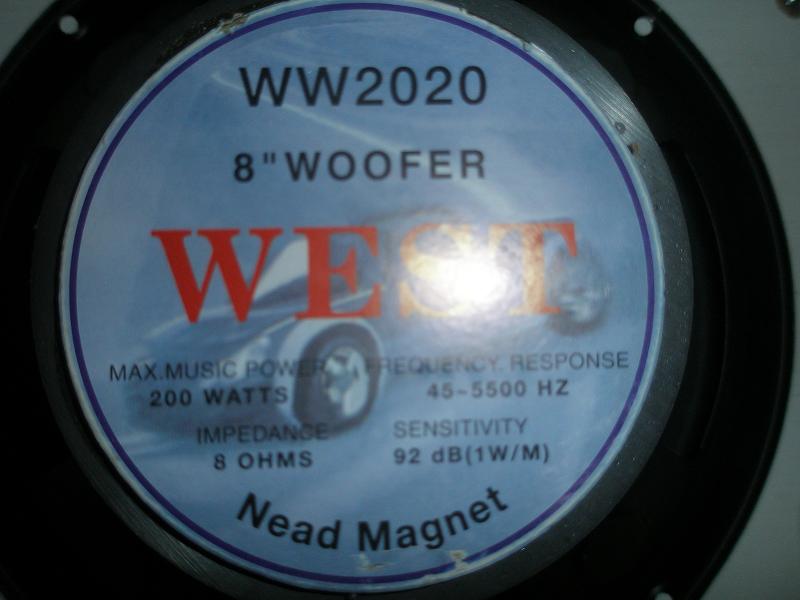 WW2020
8" WOOFER
WEST
MAX.MUSIC POWER FREQUENCY. RESPONSE
200 WATTS 45~5500 HZ
IMPEDANCE SENSITIVITY
8 OHMS 92 dB(1W/M)
Nead Magnet